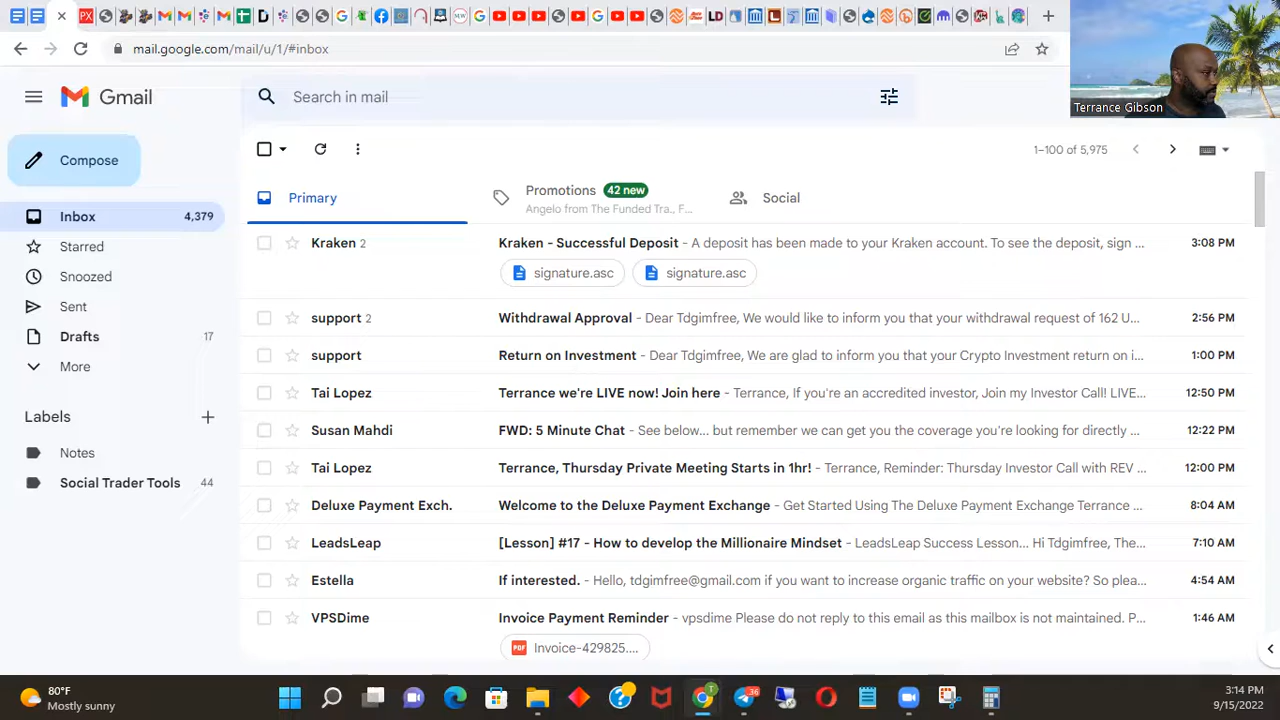 mail.google.com/mail/u/1/#inbox
Terrance Gibson
Gmail
Search in mail
Compose
1–100 of 5,975
Inbox 4,379
Starred
Snoozed
Sent
Drafts 17
More
Labels
Notes
Social Trader Tools 44
Primary
Promotions 42 new
Angelo from The Funded Tra., F...
Social
Kraken 2 Kraken - Successful Deposit - A deposit has been made to your Kraken account. To see the deposit, sign ... 3:08 PM
signature.asc signature.asc
support 2 Withdrawal Approval - Dear Tdgimfree, We would like to inform you that your withdrawal request of 162 U... 2:56 PM
support Return on Investment - Dear Tdgimfree, We are glad to inform you that your Crypto Investment return on i... 1:00 PM
Tai Lopez Terrance we're LIVE now! Join here - Terrance, If you're an accredited investor, Join my Investor Call! LIVE... 12:50 PM
Susan Mahdi FWD: 5 Minute Chat - See below... but remember we can get you the coverage you're looking for directly ... 12:22 PM
Tai Lopez Terrance, Thursday Private Meeting Starts in 1hr! - Terrance, Reminder: Thursday Investor Call with REV ... 12:00 PM
Deluxe Payment Exch. Welcome to the Deluxe Payment Exchange - Get Started Using The Deluxe Payment Exchange Terrance ... 8:04 AM
LeadsLeap [Lesson] #17 - How to develop the Millionaire Mindset - LeadsLeap Success Lesson... Hi Tdgimfree, The... 7:10 AM
Estella If interested. - Hello, tdgimfree@gmail.com if you want to increase organic traffic on your website? So plea... 4:54 AM
VPSDime Invoice Payment Reminder - vpsdime Please do not reply to this email as this mailbox is not maintained. P... 1:46 AM
Invoice-429825....
80°F
Mostly sunny
3:14 PM
9/15/2022